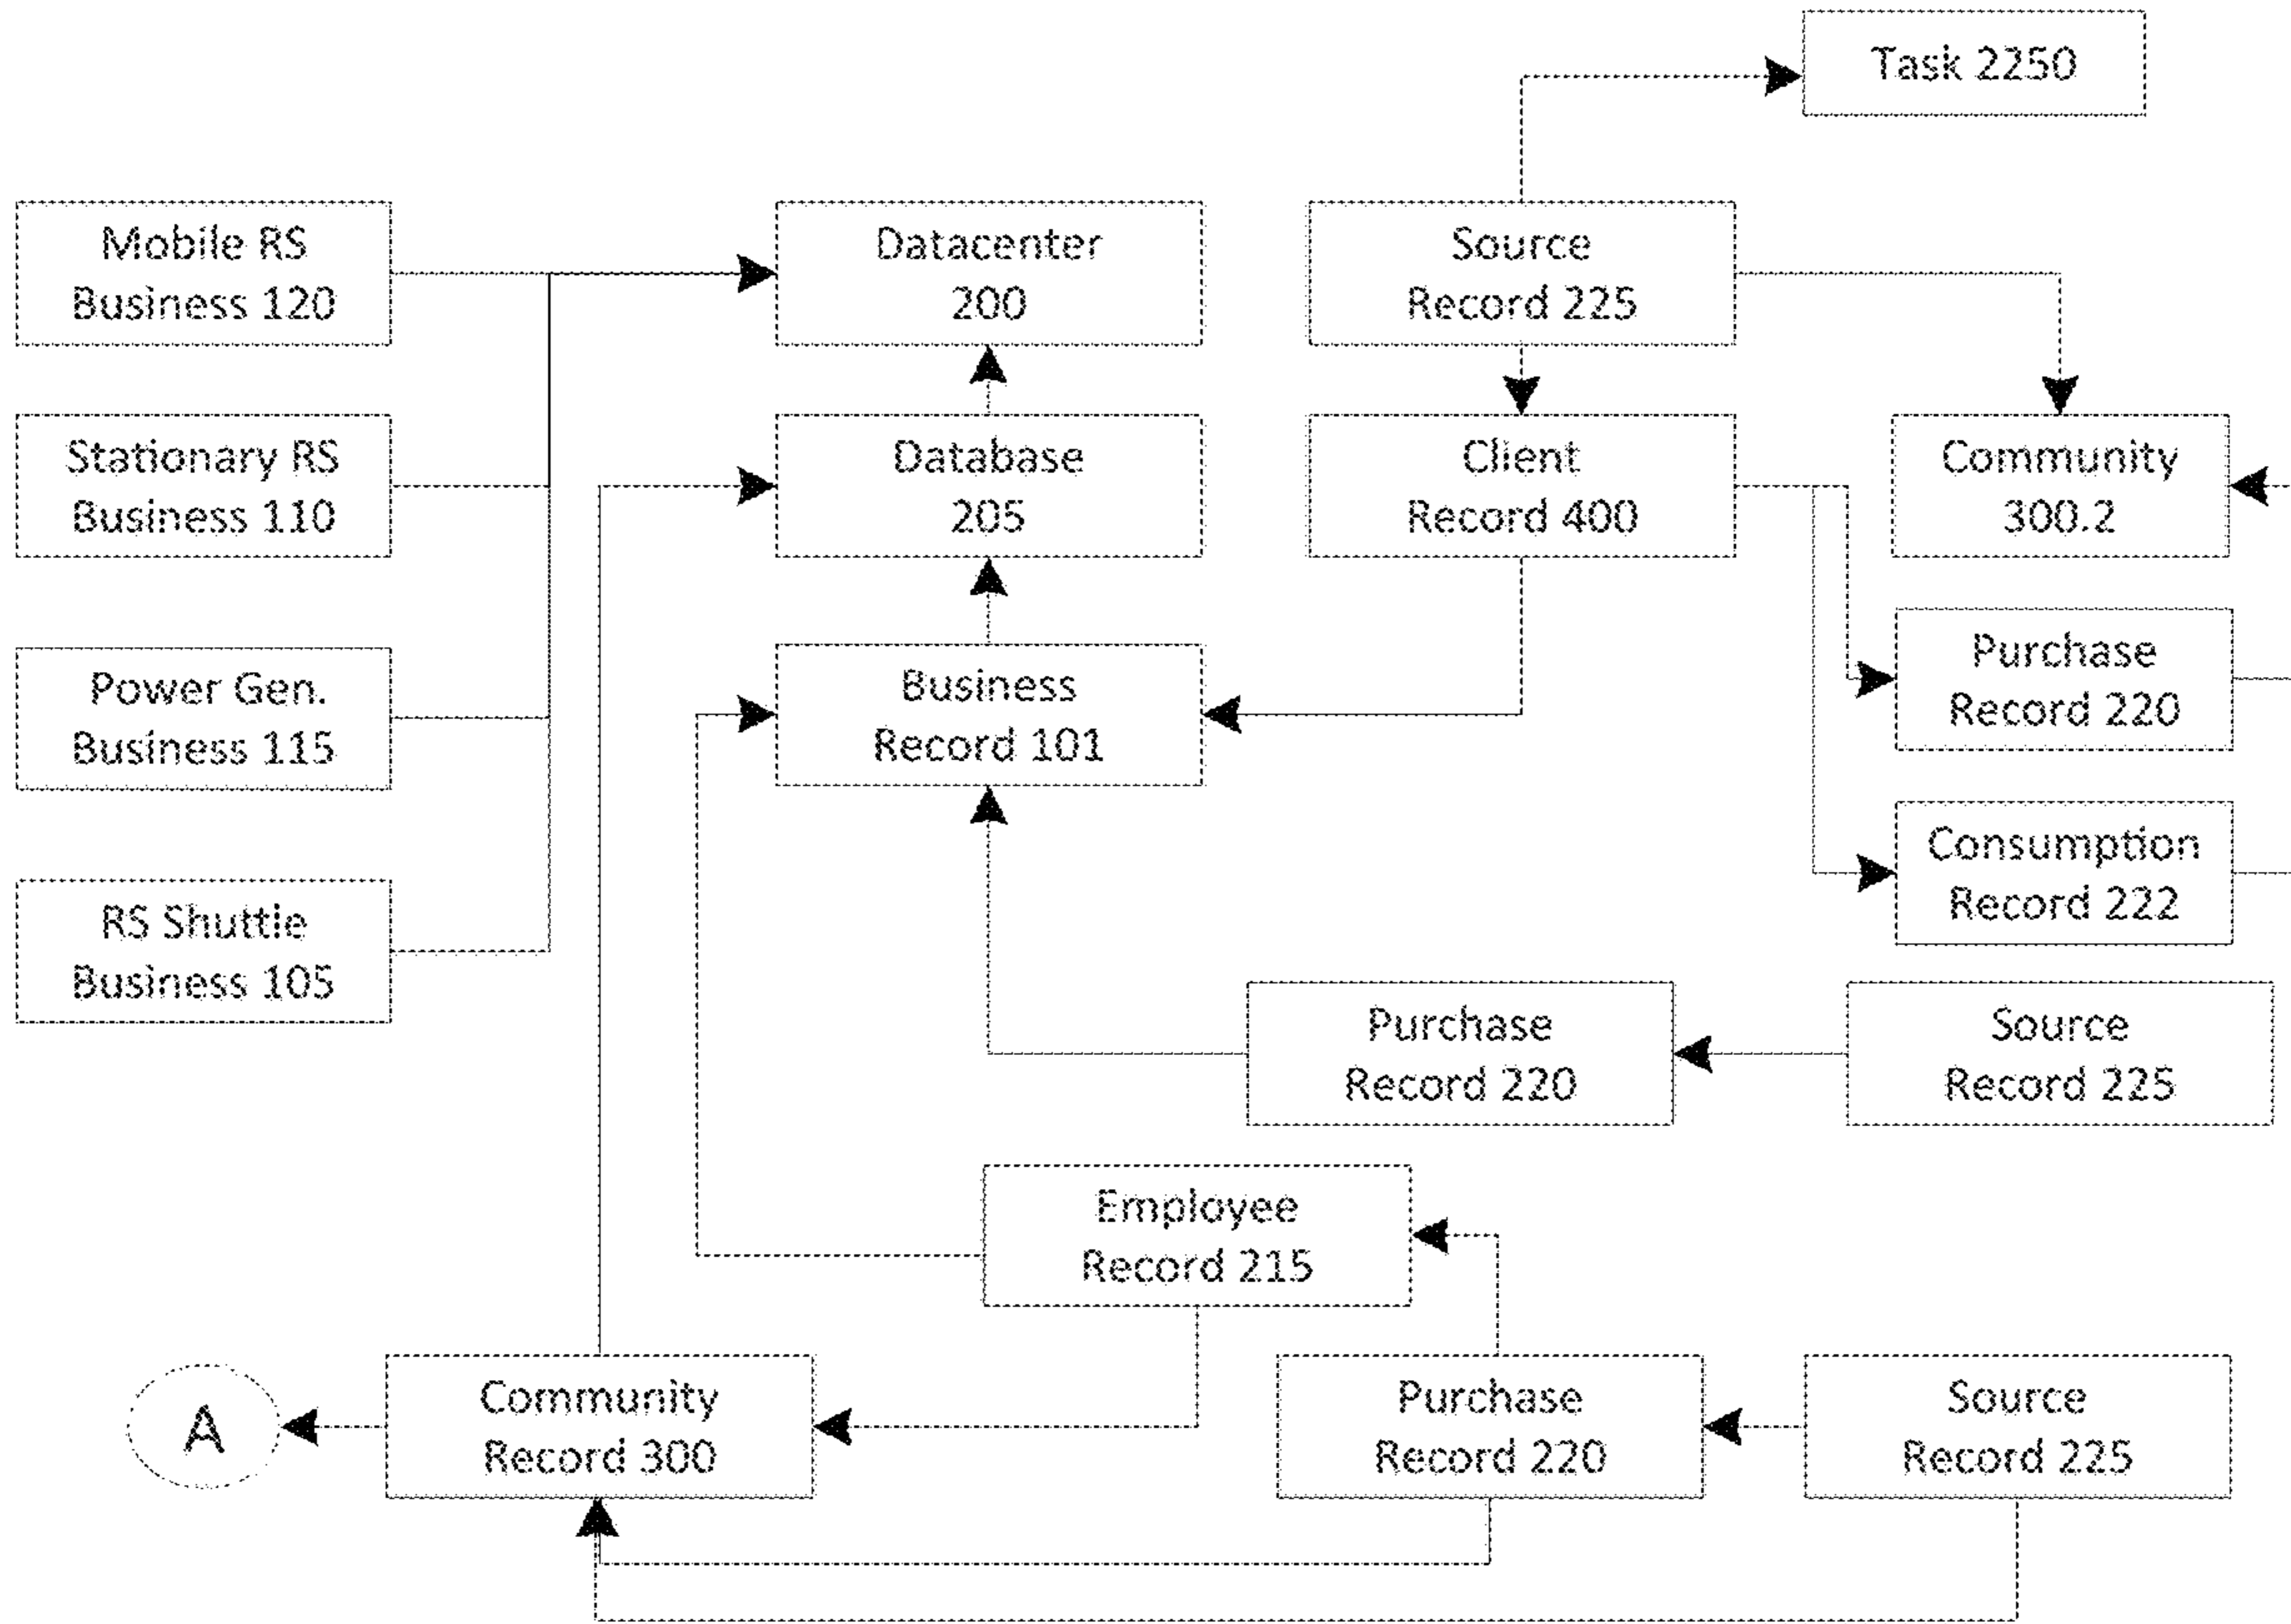 Task 2250
Mobile RS
Business 120
Datacenter
200
Source
Record 225
Stationary RS
Business 110
Database
205
Client
Record 400
Community
300.2
Power Gen.
Business 115
Business
Record 101
Purchase
Record 220
Consumption
Record 222
RS Shuttle
Business 105
Purchase
Record 220
Source
Record 225
Employee
Record 215
A
Community
Record 300
Purchase
Record 220
Source
Record 225